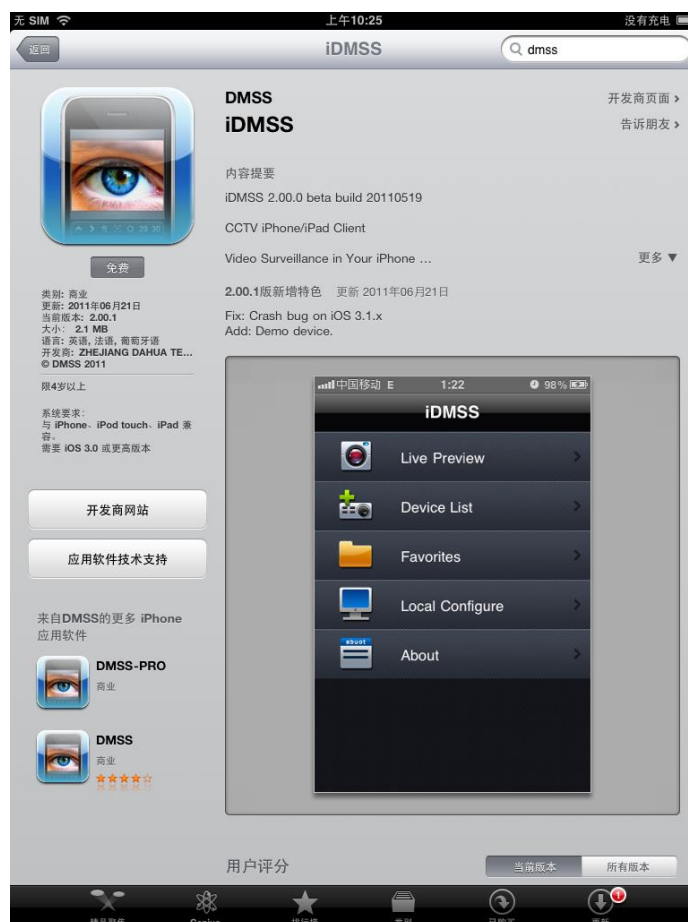 无 SIM 上午10:25 没有充电
返回 iDMSS dmss
DMSS 开发商页面 >
iDMSS 告诉朋友 >
内容提要
iDMSS 2.00.0 beta build 20110519
CCTV iPhone/iPad Client
Video Surveillance in Your iPhone ... 更多 ▼
2.00.1版新增特色 更新 2011年06月21日
Fix: Crash bug on iOS 3.1.x
Add: Demo device.
免费
类别: 商业
更新: 2011年06月21日
当前版本: 2.00.1
大小: 2.1 MB
语言: 英语, 法语, 葡萄牙语
开发商: ZHEJIANG DAHUA TE...
© DMSS 2011
限4岁以上
系统要求:
与 iPhone、iPod touch、iPad 兼
容。
需要 iOS 3.0 或更高版本
开发商网站
应用软件技术支持
来自DMSS的更多 iPhone
应用软件
DMSS-PRO
商业
DMSS
商业
中国移动 E 1:22 98%
iDMSS
Live Preview
Device List
Favorites
Local Configure
about
About
用户评分 当前版本 所有版本
1